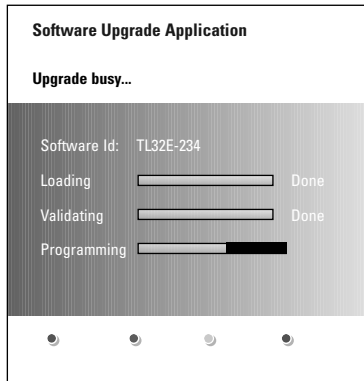 Software Upgrade Application
Upgrade busy...
Software Id: TL32E-234
Loading Done
Validating Done
Programming